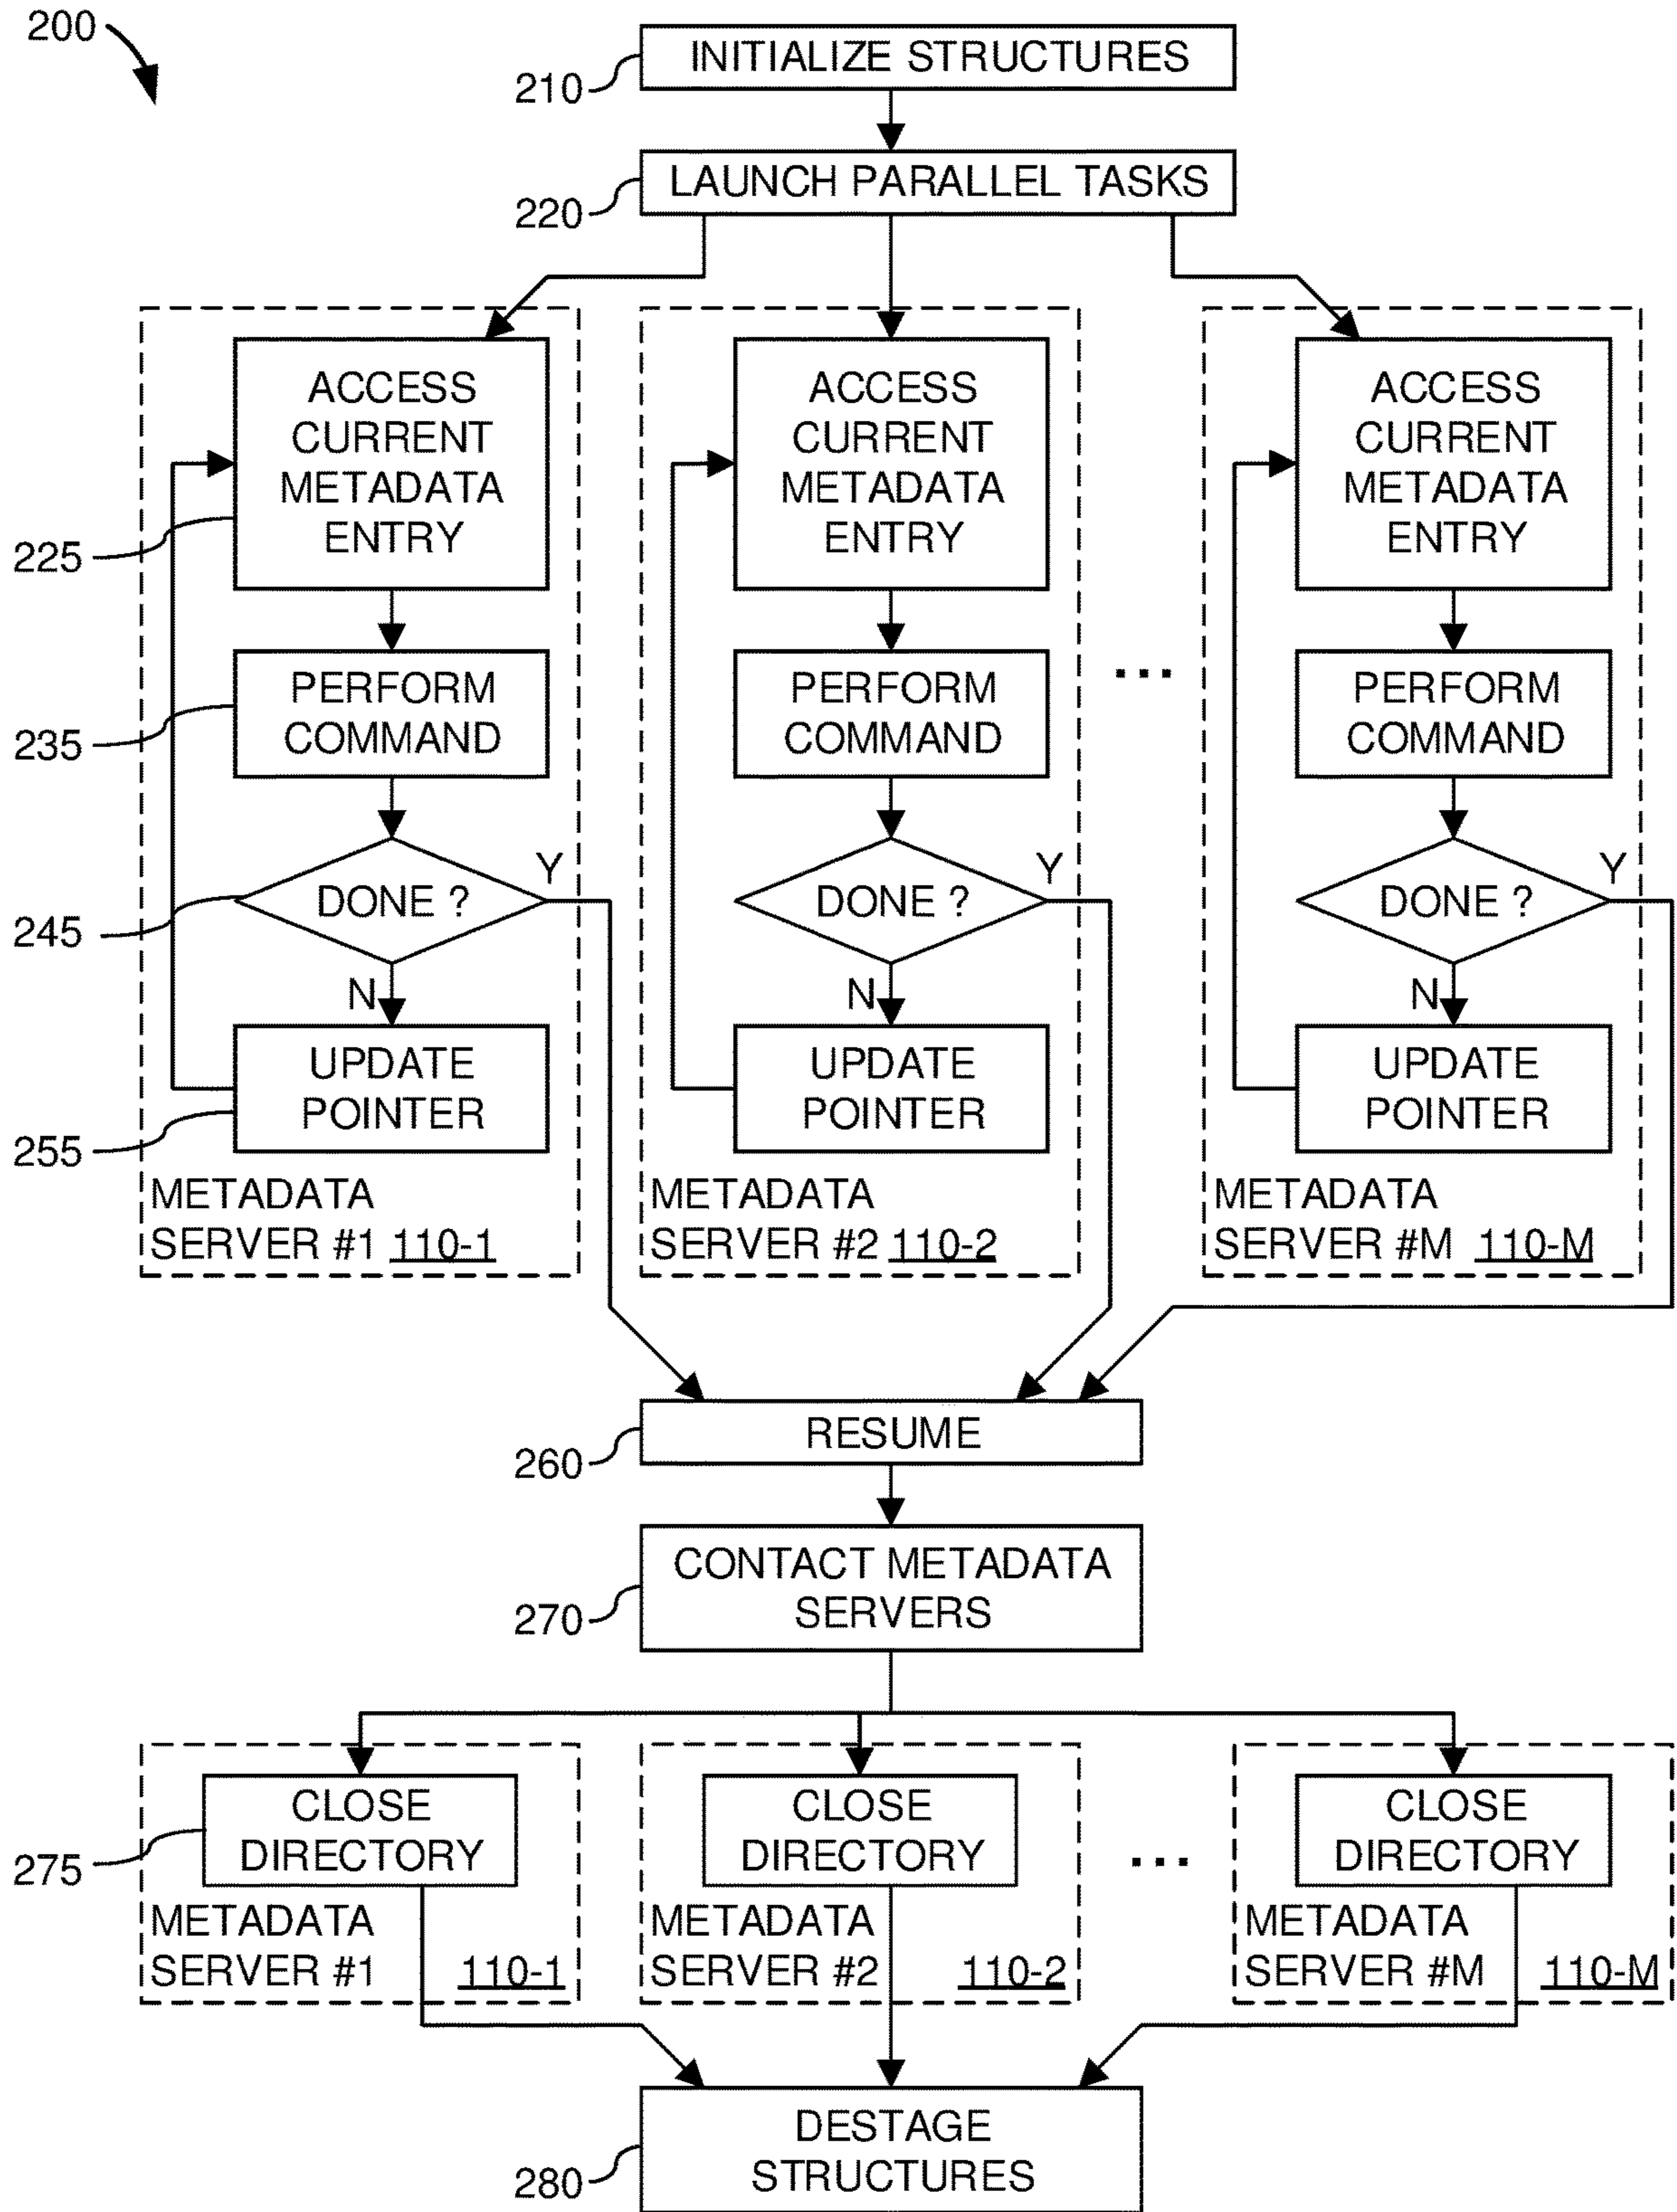 200
INITIALIZE STRUCTURES
210
LAUNCH PARALLEL TASKS
220
ACCESS
CURRENT
METADATA
ENTRY
225
PERFORM
COMMAND
235
DONE ?
Y
245
N
UPDATE
POINTER
255
METADATA
SERVER #1 110-1
ACCESS
CURRENT
METADATA
ENTRY
PERFORM
COMMAND
DONE ?
Y
N
UPDATE
POINTER
METADATA
SERVER #2 110-2
...
ACCESS
CURRENT
METADATA
ENTRY
PERFORM
COMMAND
DONE ?
Y
N
UPDATE
POINTER
METADATA
SERVER #M 110-M
RESUME
260
CONTACT METADATA
SERVERS
270
CLOSE
DIRECTORY
275
METADATA
SERVER #1 110-1
CLOSE
DIRECTORY
METADATA
SERVER #2 110-2
...
CLOSE
DIRECTORY
METADATA
SERVER #M 110-M
DESTAGE
STRUCTURES
280